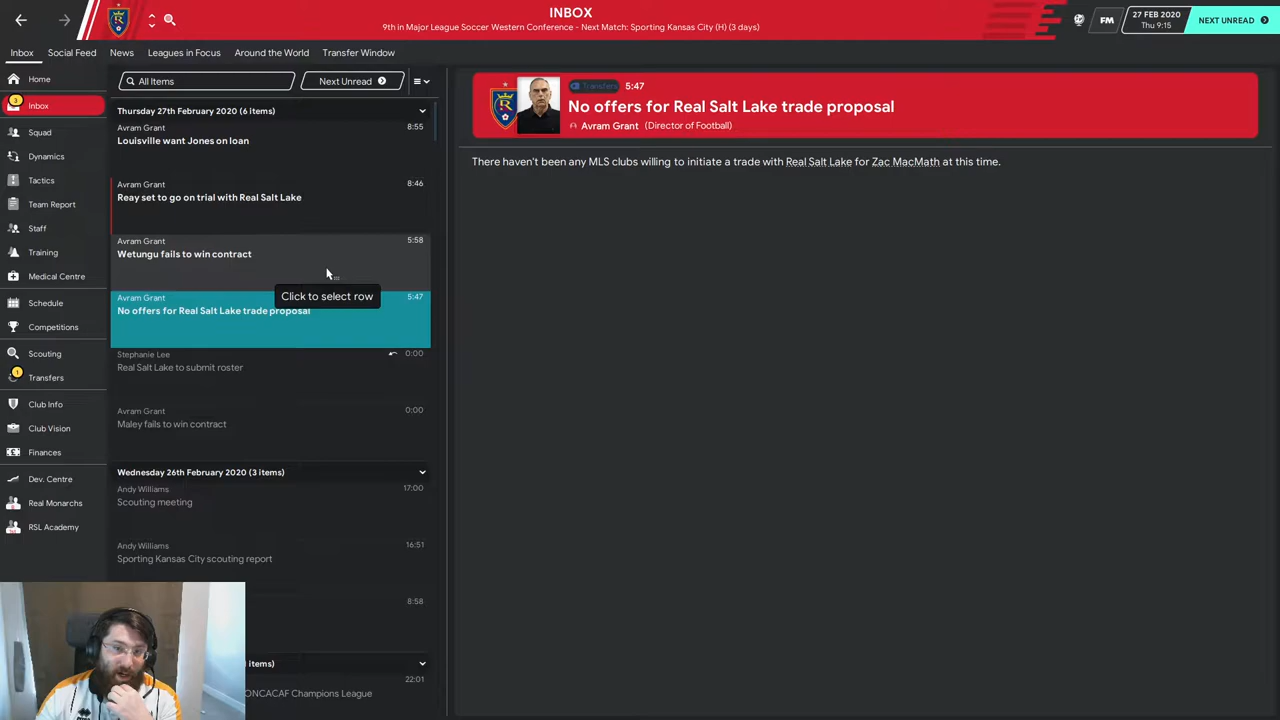 INBOX
9th in Major League Soccer Western Conference - Next Match: Sporting Kansas City (H) (3 days)
FM
27 FEB 2020
Thu 9:15
NEXT UNREAD
Inbox
Social Feed
News
Leagues in Focus
Around the World
Transfer Window
Home
3
Inbox
Squad
Dynamics
Tactics
Team Report
Staff
Training
Medical Centre
Schedule
Competitions
Scouting
1
Transfers
Club Info
Club Vision
Finances
Dev. Centre
Real Monarchs
RSL Academy
All Items
Next Unread
Thursday 27th February 2020 (6 items)
Avram Grant 8:55
Louisville want Jones on loan
Avram Grant 8:46
Reay set to go on trial with Real Salt Lake
Avram Grant 5:58
Wetungu fails to win contract
Click to select row
Avram Grant 5:47
No offers for Real Salt Lake trade proposal
Stephanie Lee 0:00
Real Salt Lake to submit roster
Avram Grant 0:00
Maley fails to win contract
Wednesday 26th February 2020 (3 items)
Andy Williams 17:00
Scouting meeting
Andy Williams 16:51
Sporting Kansas City scouting report
8:58
items)
22:01
ONCACAF Champions League
Transfers 5:47
No offers for Real Salt Lake trade proposal
Avram Grant (Director of Football)
There haven't been any MLS clubs willing to initiate a trade with Real Salt Lake for Zac MacMath at this time.